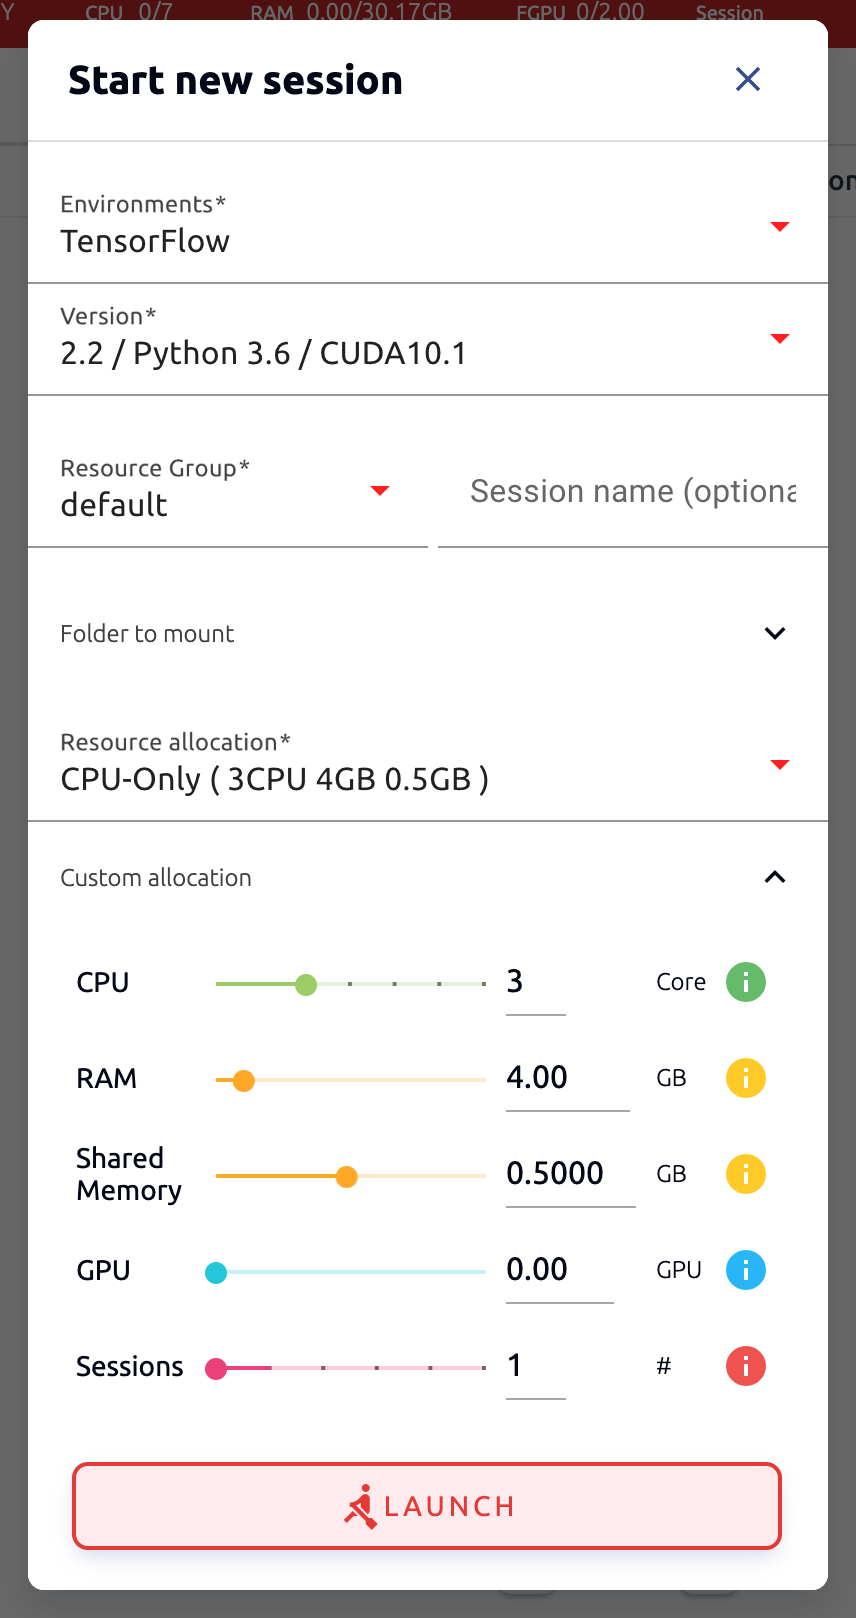 Y CPU 0/7 RAM 0.00/30.17GB FGPU 0/2.00 Session
Start new session
on
Environments*
TensorFlow
Version*
2.2 / Python 3.6 / CUDA10.1
Resource Group*
default
Session name (optiona
Folder to mount
Resource allocation*
CPU-Only ( 3CPU 4GB 0.5GB )
Custom allocation
CPU 3 Core i
RAM 4.00 GB i
Shared
Memory 0.5000 GB i
GPU 0.00 GPU i
Sessions 1 # i
LAUNCH